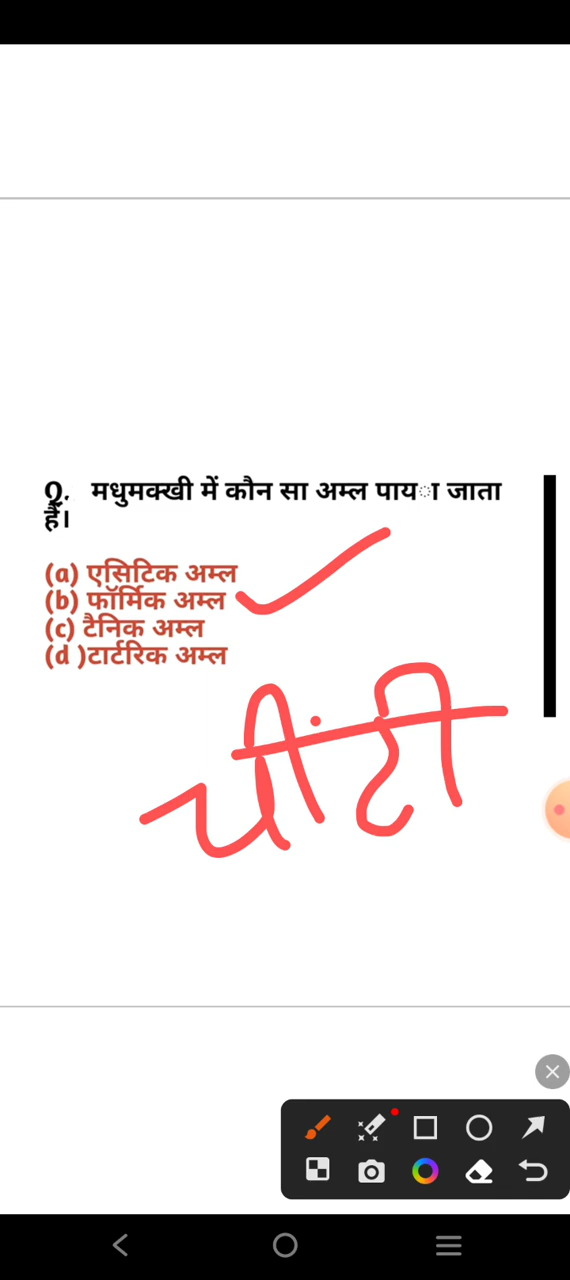 Q. मधुमक्खी में कौन सा अम्ल पाया जाता
हैं।
(a) एसिटिक अम्ल
(b) फॉर्मिक अम्ल
(c) टैनिक अम्ल
(d )टार्टरिक अम्ल
चींटी